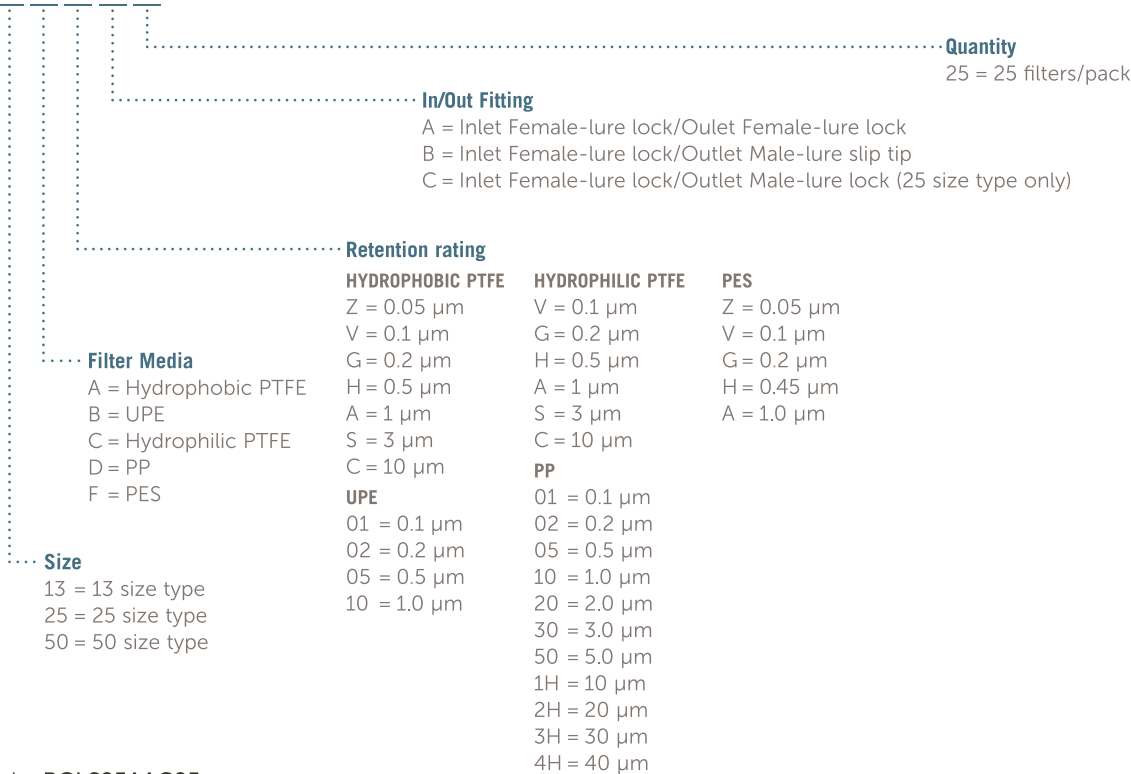 Quantity
25 = 25 filters/pack
In/Out Fitting
A = Inlet Female-lure lock/Oulet Female-lure lock
B = Inlet Female-lure lock/Outlet Male-lure slip tip
C = Inlet Female-lure lock/Outlet Male-lure lock (25 size type only)
Retention rating
HYDROPHOBIC PTFE
Z = 0.05 µm
V = 0.1 µm
G = 0.2 µm
H = 0.5 µm
A = 1 µm
S = 3 µm
C = 10 µm
UPE
01 = 0.1 µm
02 = 0.2 µm
05 = 0.5 µm
10 = 1.0 µm
HYDROPHILIC PTFE
V = 0.1 µm
G = 0.2 µm
H = 0.5 µm
A = 1 µm
S = 3 µm
C = 10 µm
PP
01 = 0.1 µm
02 = 0.2 µm
05 = 0.5 µm
10 = 1.0 µm
20 = 2.0 µm
30 = 3.0 µm
50 = 5.0 µm
1H = 10 µm
2H = 20 µm
3H = 30 µm
4H = 40 µm
PES
Z = 0.05 µm
V = 0.1 µm
G = 0.2 µm
H = 0.45 µm
A = 1.0 µm
Filter Media
A = Hydrophobic PTFE
B = UPE
C = Hydrophilic PTFE
D = PP
F = PES
Size
13 = 13 size type
25 = 25 size type
50 = 50 size type